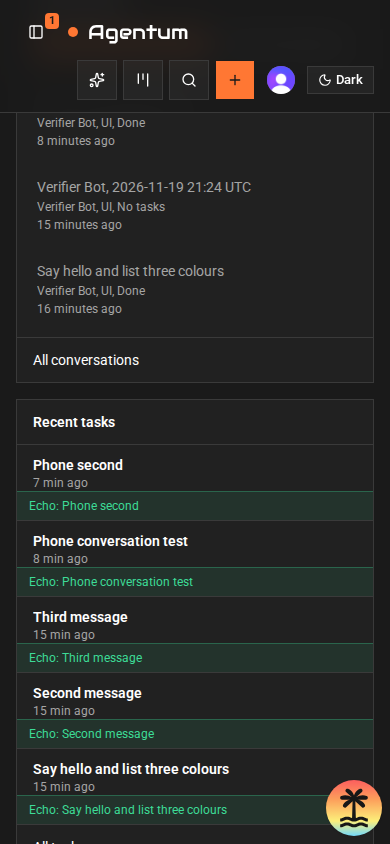 1
Agentum
Dark
Verifier Bot, UI, Done
8 minutes ago
Verifier Bot, 2026-11-19 21:24 UTC
Verifier Bot, UI, No tasks
15 minutes ago
Say hello and list three colours
Verifier Bot, UI, Done
16 minutes ago
All conversations
Recent tasks
Phone second
7 min ago
Echo: Phone second
Phone conversation test
8 min ago
Echo: Phone conversation test
Third message
15 min ago
Echo: Third message
Second message
15 min ago
Echo: Second message
Say hello and list three colours
15 min ago
Echo: Say hello and list three colours